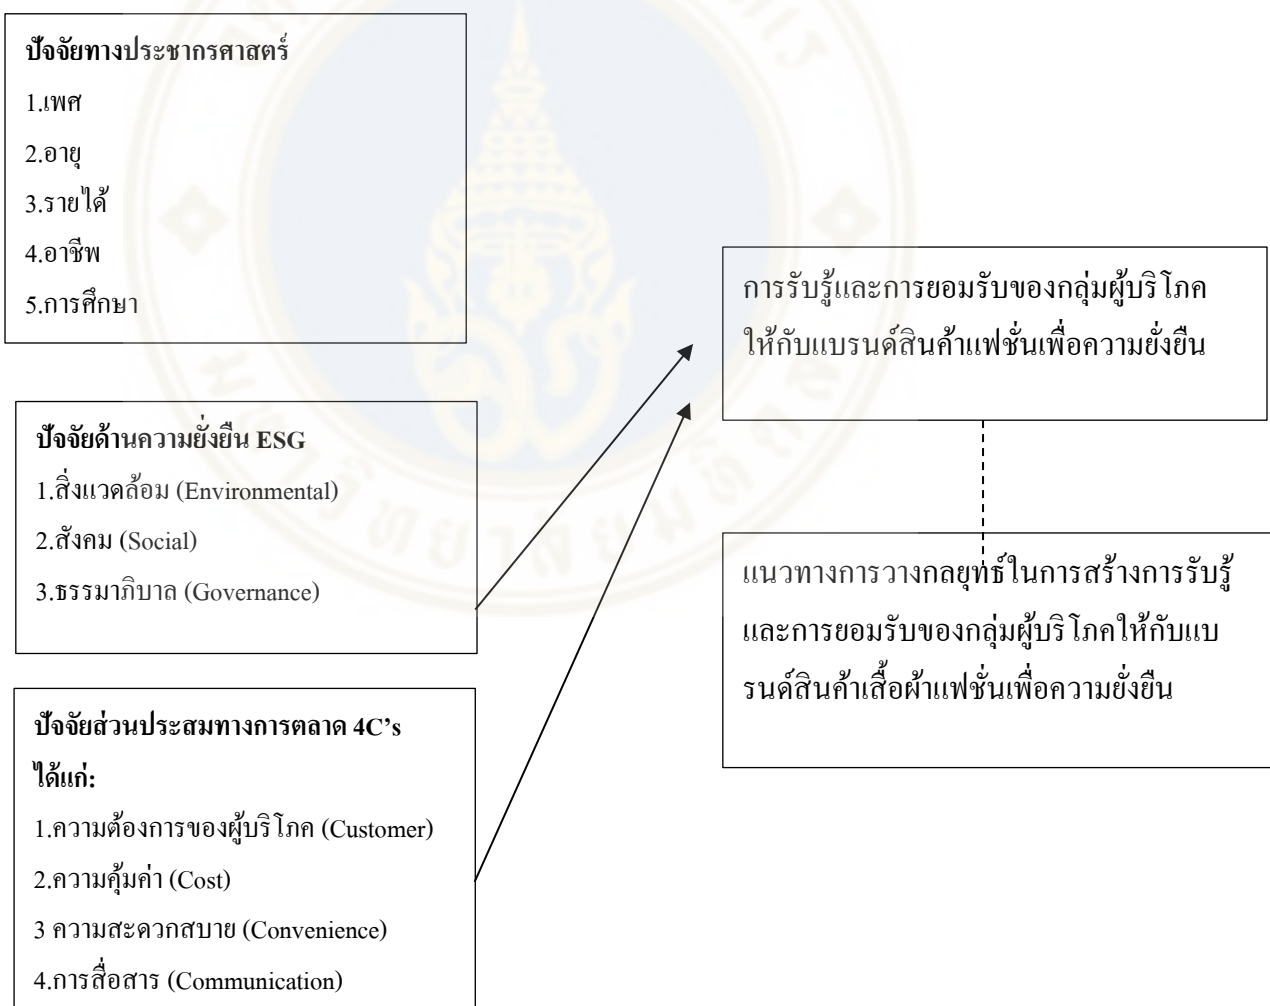 ปัจจัยทางประชากรศาสตร์
1.เพศ
2.อายุ
3.รายได้
4.อาชีพ
5.การศึกษา
ปัจจัยด้านความยั่งยืน ESG
1.สิ่งแวดล้อม (Environmental)
2.สังคม (Social)
3.ธรรมาภิบาล (Governance)
ปัจจัยส่วนประสมทางการตลาด 4C’s
ได้แก่:
1.ความต้องการของผู้บริโภค (Customer)
2.ความคุ้มค่า (Cost)
3 ความสะดวกสบาย (Convenience)
4.การสื่อสาร (Communication)
การรับรู้และการยอมรับของกลุ่มผู้บริโภค
ให้กับแบรนด์สินค้าแฟชั่นเพื่อความยั่งยืน
แนวทางการวางกลยุทธ์ในการสร้างการรับรู้
และการยอมรับของกลุ่มผู้บริโภคให้กับแบ
รนด์สินค้าเสื้อผ้าแฟชั่นเพื่อความยั่งยืน